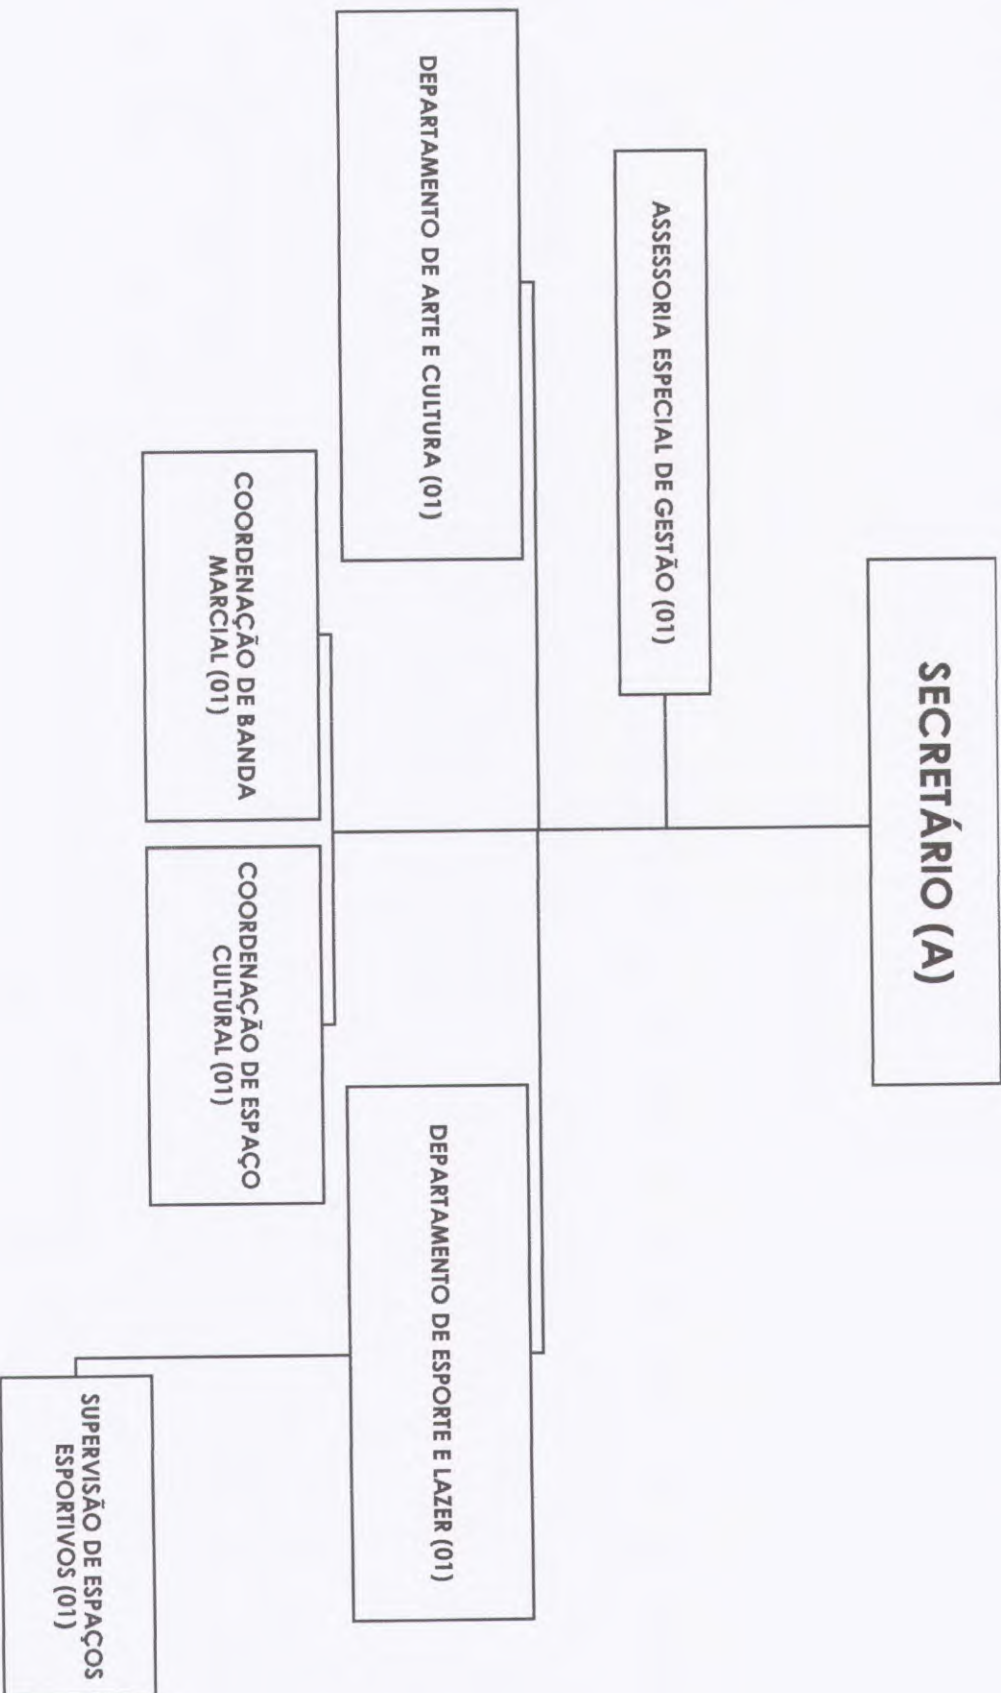 SECRETÁRIO (A)
ASSESSORIA ESPECIAL DE GESTÃO (01)
DEPARTAMENTO DE ARTE E CULTURA (01)
DEPARTAMENTO DE ESPORTE E LAZER (01)
COORDENAÇÃO DE BANDA
MARCIAL (01)
COORDENAÇÃO DE ESPAÇO
CULTURAL (01)
SUPERVISÃO DE ESPAÇOS
ESPORTIVOS (01)